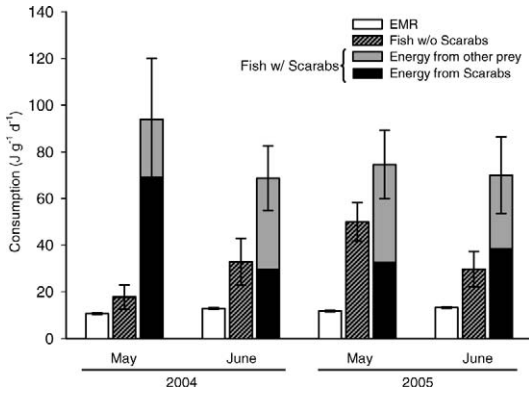 140
120
100
80
60
40
20
0
Consumption (J g⁻¹ d⁻¹)
EMR
Fish w/o Scarabs
Fish w/ Scarabs
Energy from other prey
Energy from Scarabs
May
June
May
June
2004
2005